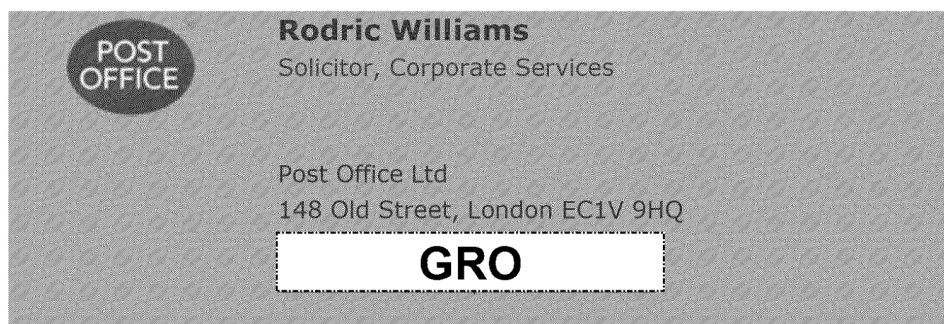 POST
OFFICE
Rodric Williams
Solicitor, Corporate Services
Post Office Ltd
148 Old Street, London EC1V 9HQ
GRO